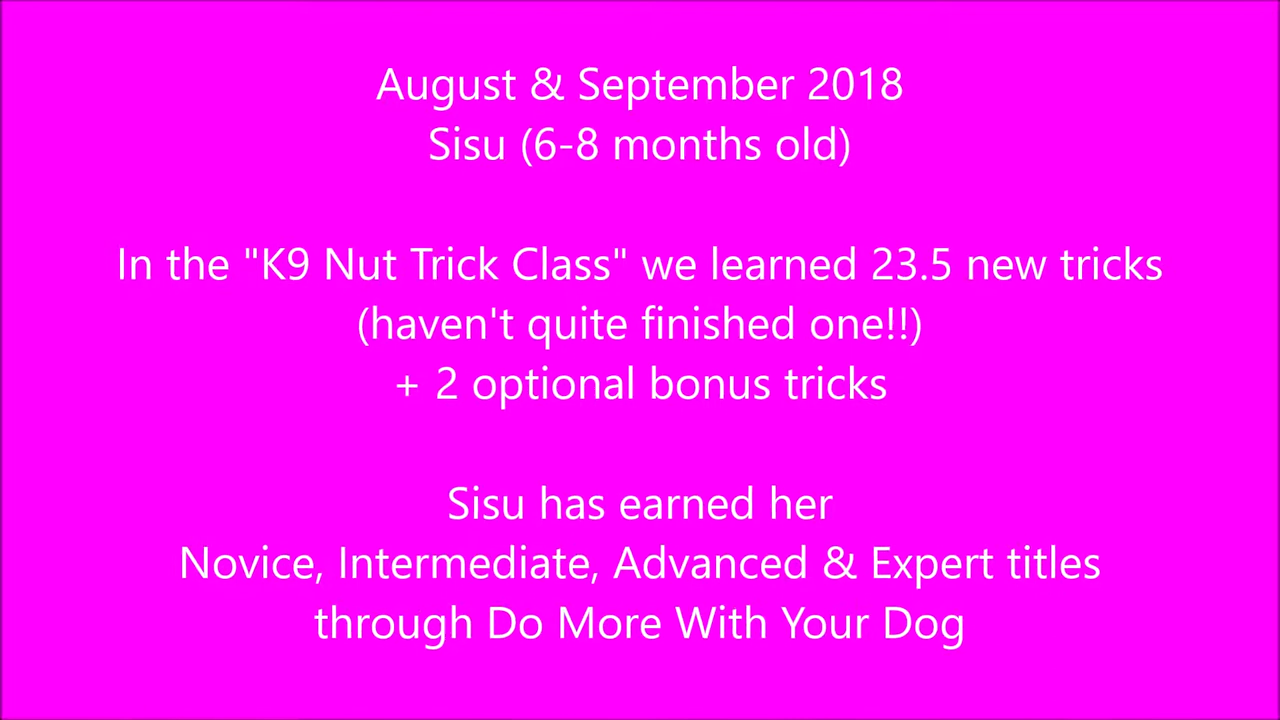 August & September 2018
Sisu (6-8 months old)
In the "K9 Nut Trick Class" we learned 23.5 new tricks
(haven't quite finished one!!)
+ 2 optional bonus tricks
Sisu has earned her
Novice, Intermediate, Advanced & Expert titles
through Do More With Your Dog